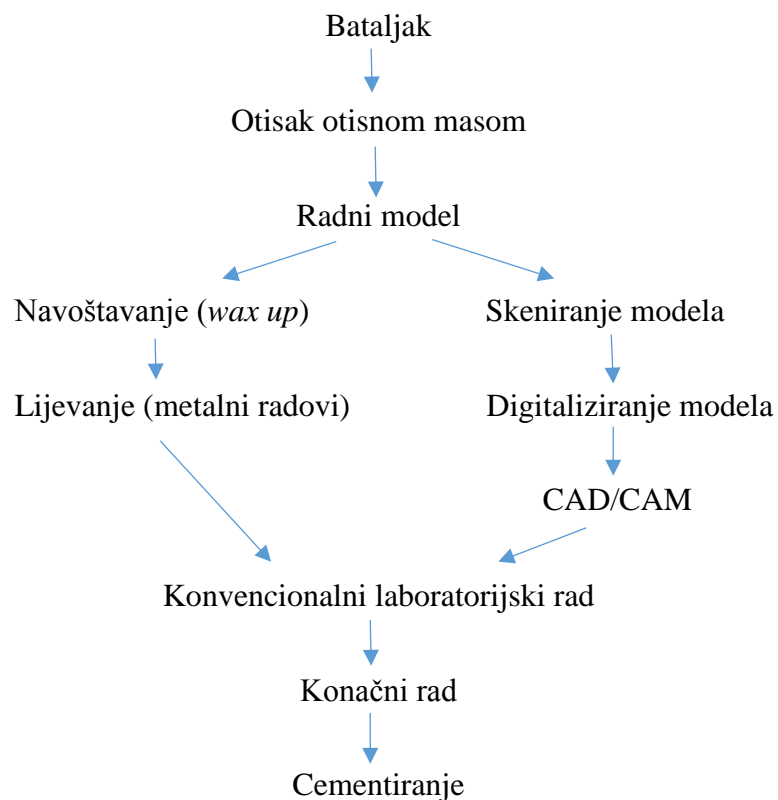 Bataljak
Otisak otisnom masom
Radni model
Navoštavanje (wax up)
Skeniranje modela
Lijevanje (metalni radovi)
Digitaliziranje modela
CAD/CAM
Konvencionalni laboratorijski rad
Konačni rad
Cementiranje